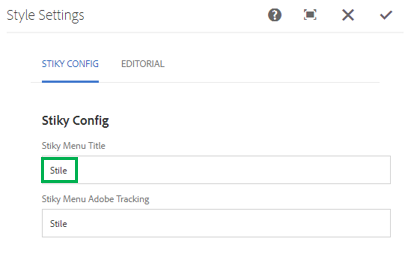 Style Settings
STIKY CONFIG EDITORIAL
Stiky Config
Stiky Menu Title
Stile
Stiky Menu Adobe Tracking
Stile